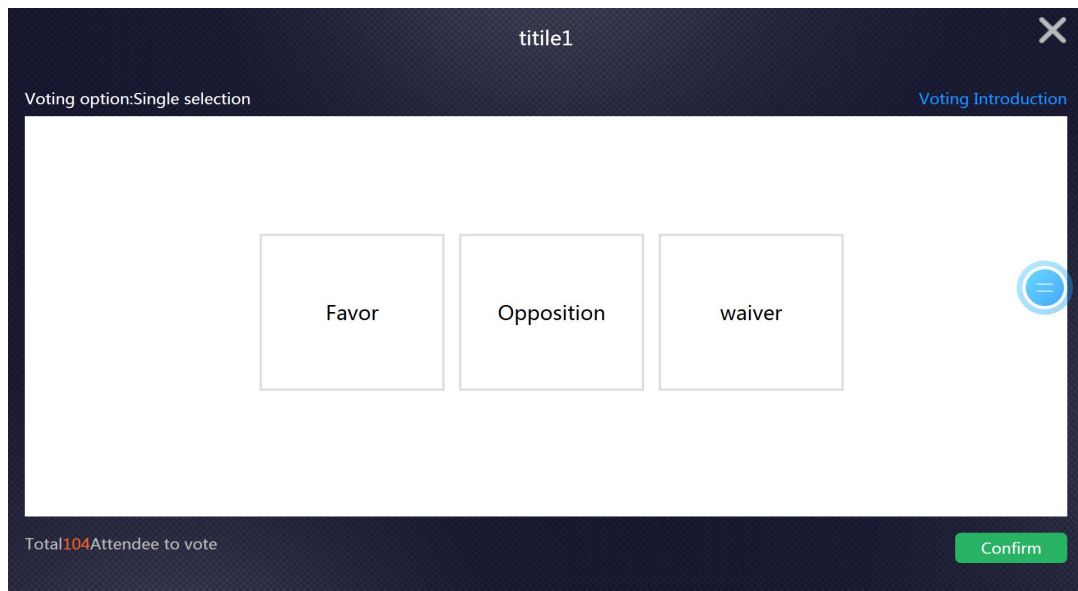 titile1
Voting option:Single selection
Voting Introduction
Favor
Opposition
waiver
Total104Attendee to vote
Confirm